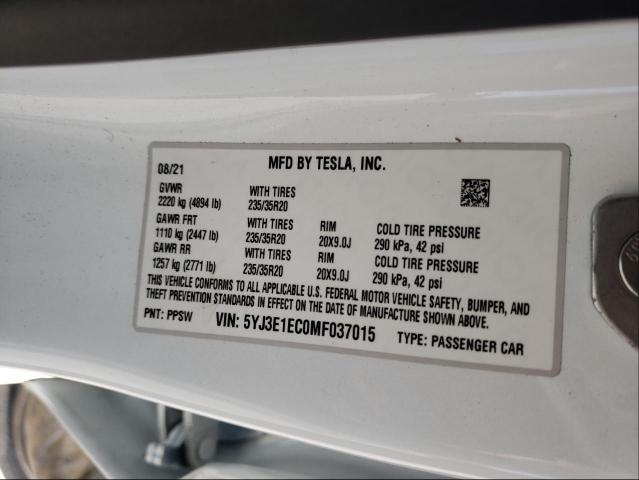 MFD BY TESLA, INC.
08/21
GVWR WITH TIRES
2220 kg (4894 lb) 235/35R20
GAWR FRT WITH TIRES RIM COLD TIRE PRESSURE
1110 kg (2447 lb) 235/35R20 20X9.0J 290 kPa, 42 psi
GAWR RR WITH TIRES RIM COLD TIRE PRESSURE
1257 kg (2771 lb) 235/35R20 20X9.0J 290 kPa, 42 psi
THIS VEHICLE CONFORMS TO ALL APPLICABLE U.S. FEDERAL MOTOR VEHICLE SAFETY, BUMPER, AND
THEFT PREVENTION STANDARDS IN EFFECT ON THE DATE OF MANUFACTURE SHOWN ABOVE.
PNT: PPSW VIN: 5YJ3E1EC0MF037015 TYPE: PASSENGER CAR